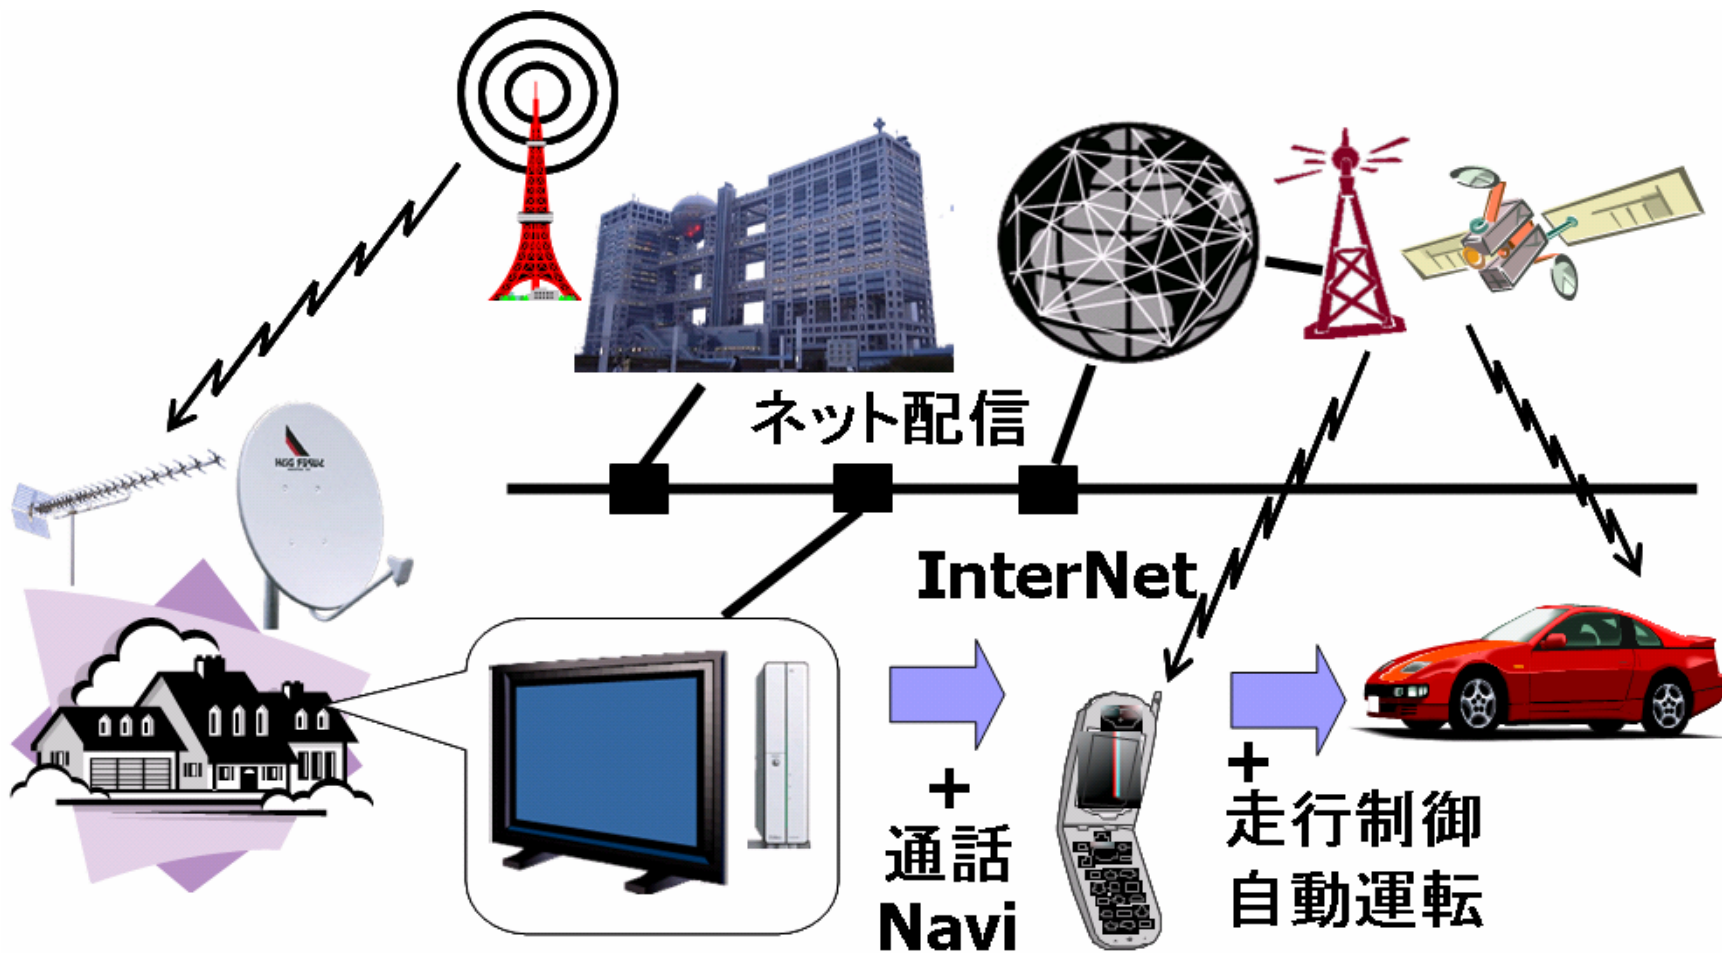 ネット配信
InterNet
+
通話
Navi
+
走行制御
自動運転